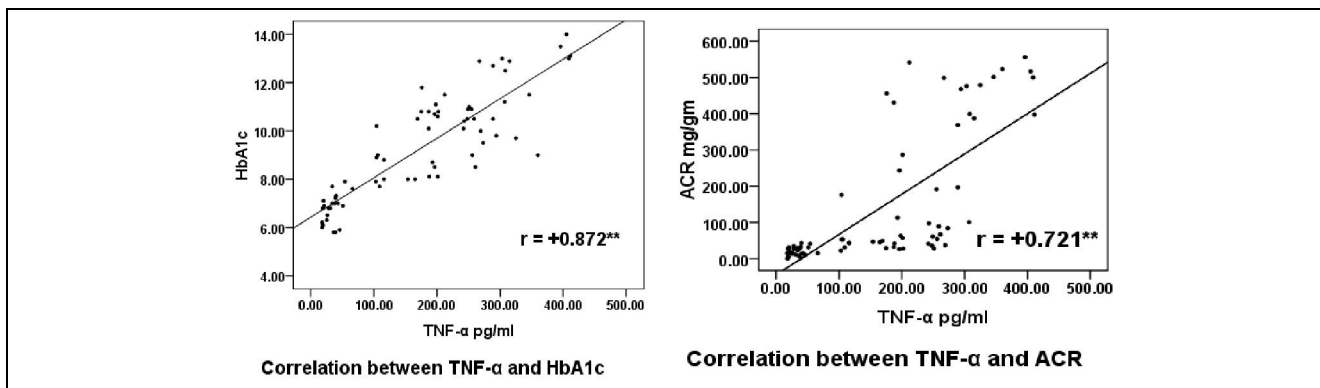 14.00
12.00
10.00
8.00
6.00
4.00
HbA1c
r = +0.872**
0.00 100.00 200.00 300.00 400.00 500.00
TNF-α pg/ml
Correlation between TNF-α and HbA1c
600.00
500.00
400.00
300.00
200.00
100.00
00.00
ACR mg/gm
r = +0.721**
0.00 100.00 200.00 300.00 400.00 500.00
TNF-α pg/ml
Correlation between TNF-α and ACR